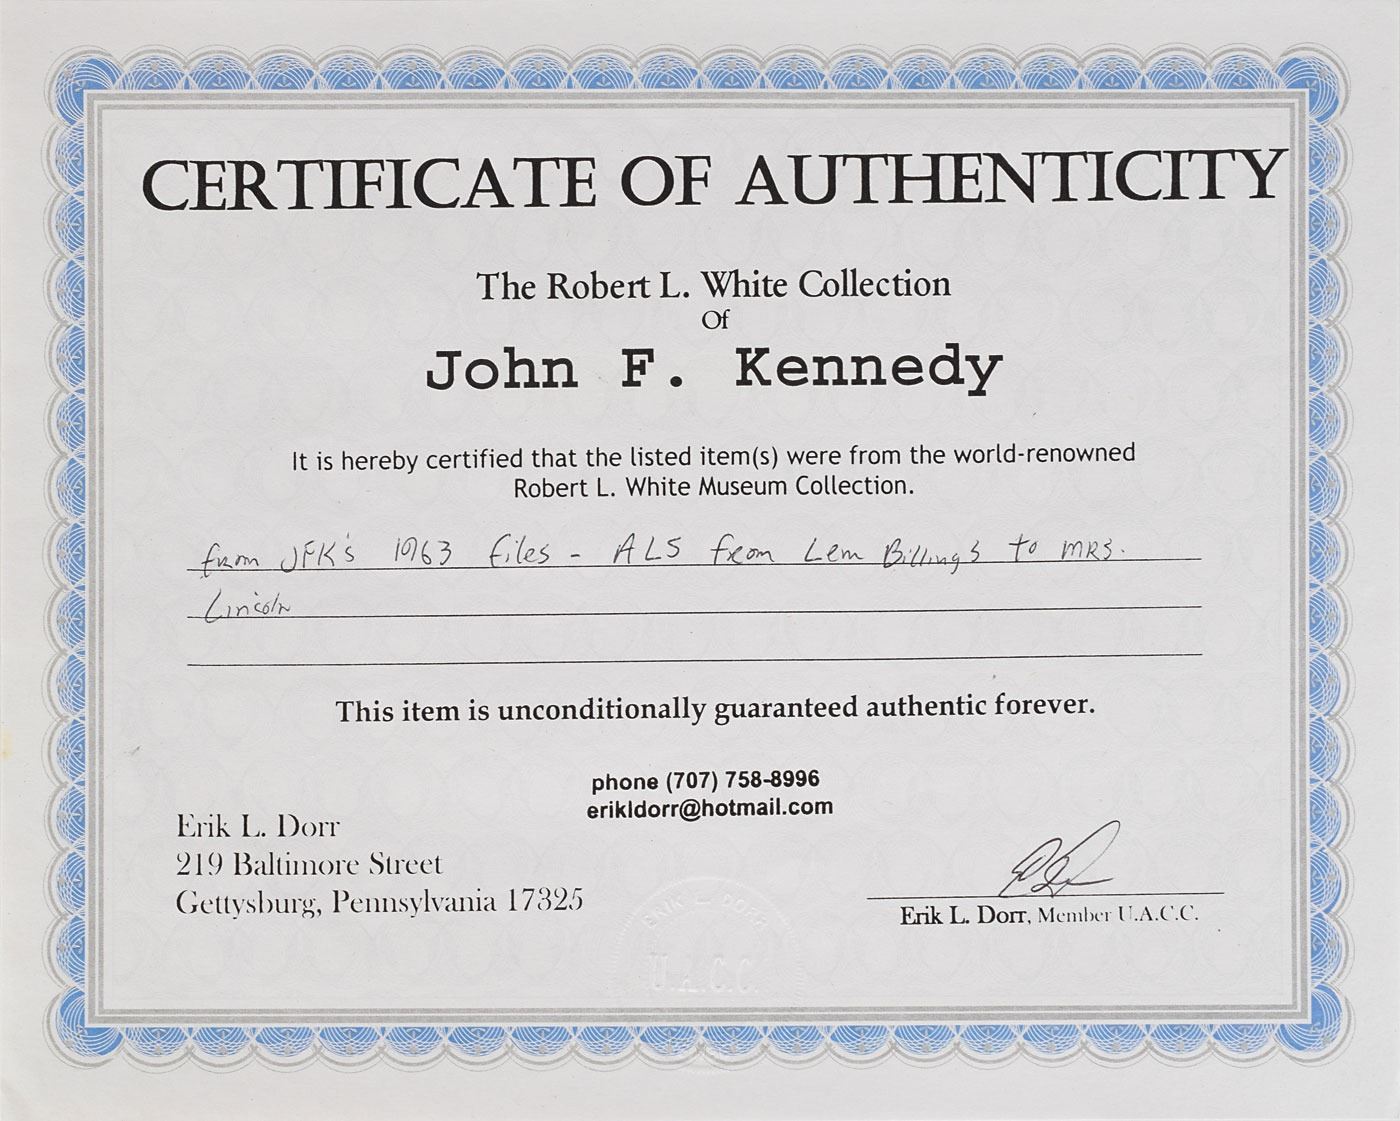 CERTIFICATE OF AUTHENTICITY
The Robert L. White Collection
Of
John F. Kennedy
It is hereby certified that the listed item(s) were from the world-renowned
Robert L. White Museum Collection.
from JFK's 1963 files - ALS from Lem Billings to MRS.
Lincoln
This item is unconditionally guaranteed authentic forever.
phone (707) 758-8996
erikldorr@hotmail.com
Erik L. Dorr
219 Baltimore Street
Gettysburg, Pennsylvania 17325
Erik L. Dorr, Member U.A.C.C.
ERIK L. DORR
U.A.C.C.